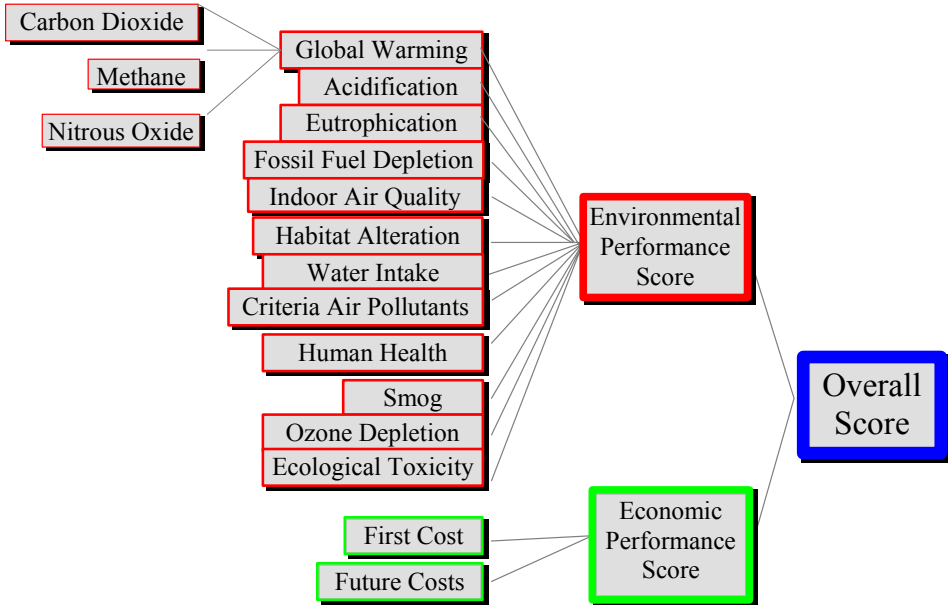 Carbon Dioxide
Methane
Nitrous Oxide
Global Warming
Acidification
Eutrophication
Fossil Fuel Depletion
Indoor Air Quality
Habitat Alteration
Water Intake
Criteria Air Pollutants
Human Health
Smog
Ozone Depletion
Ecological Toxicity
First Cost
Future Costs
Environmental
Performance
Score
Economic
Performance
Score
Overall
Score